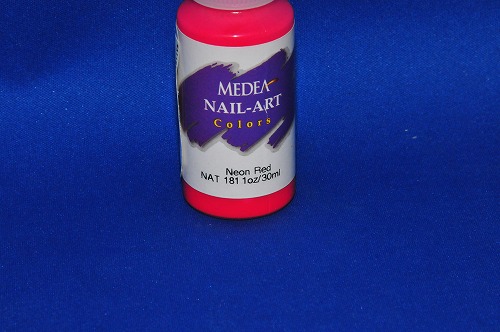 MEDEA
NAIL-ART
Colors
Neon Red
NAT 181 1oz/30ml